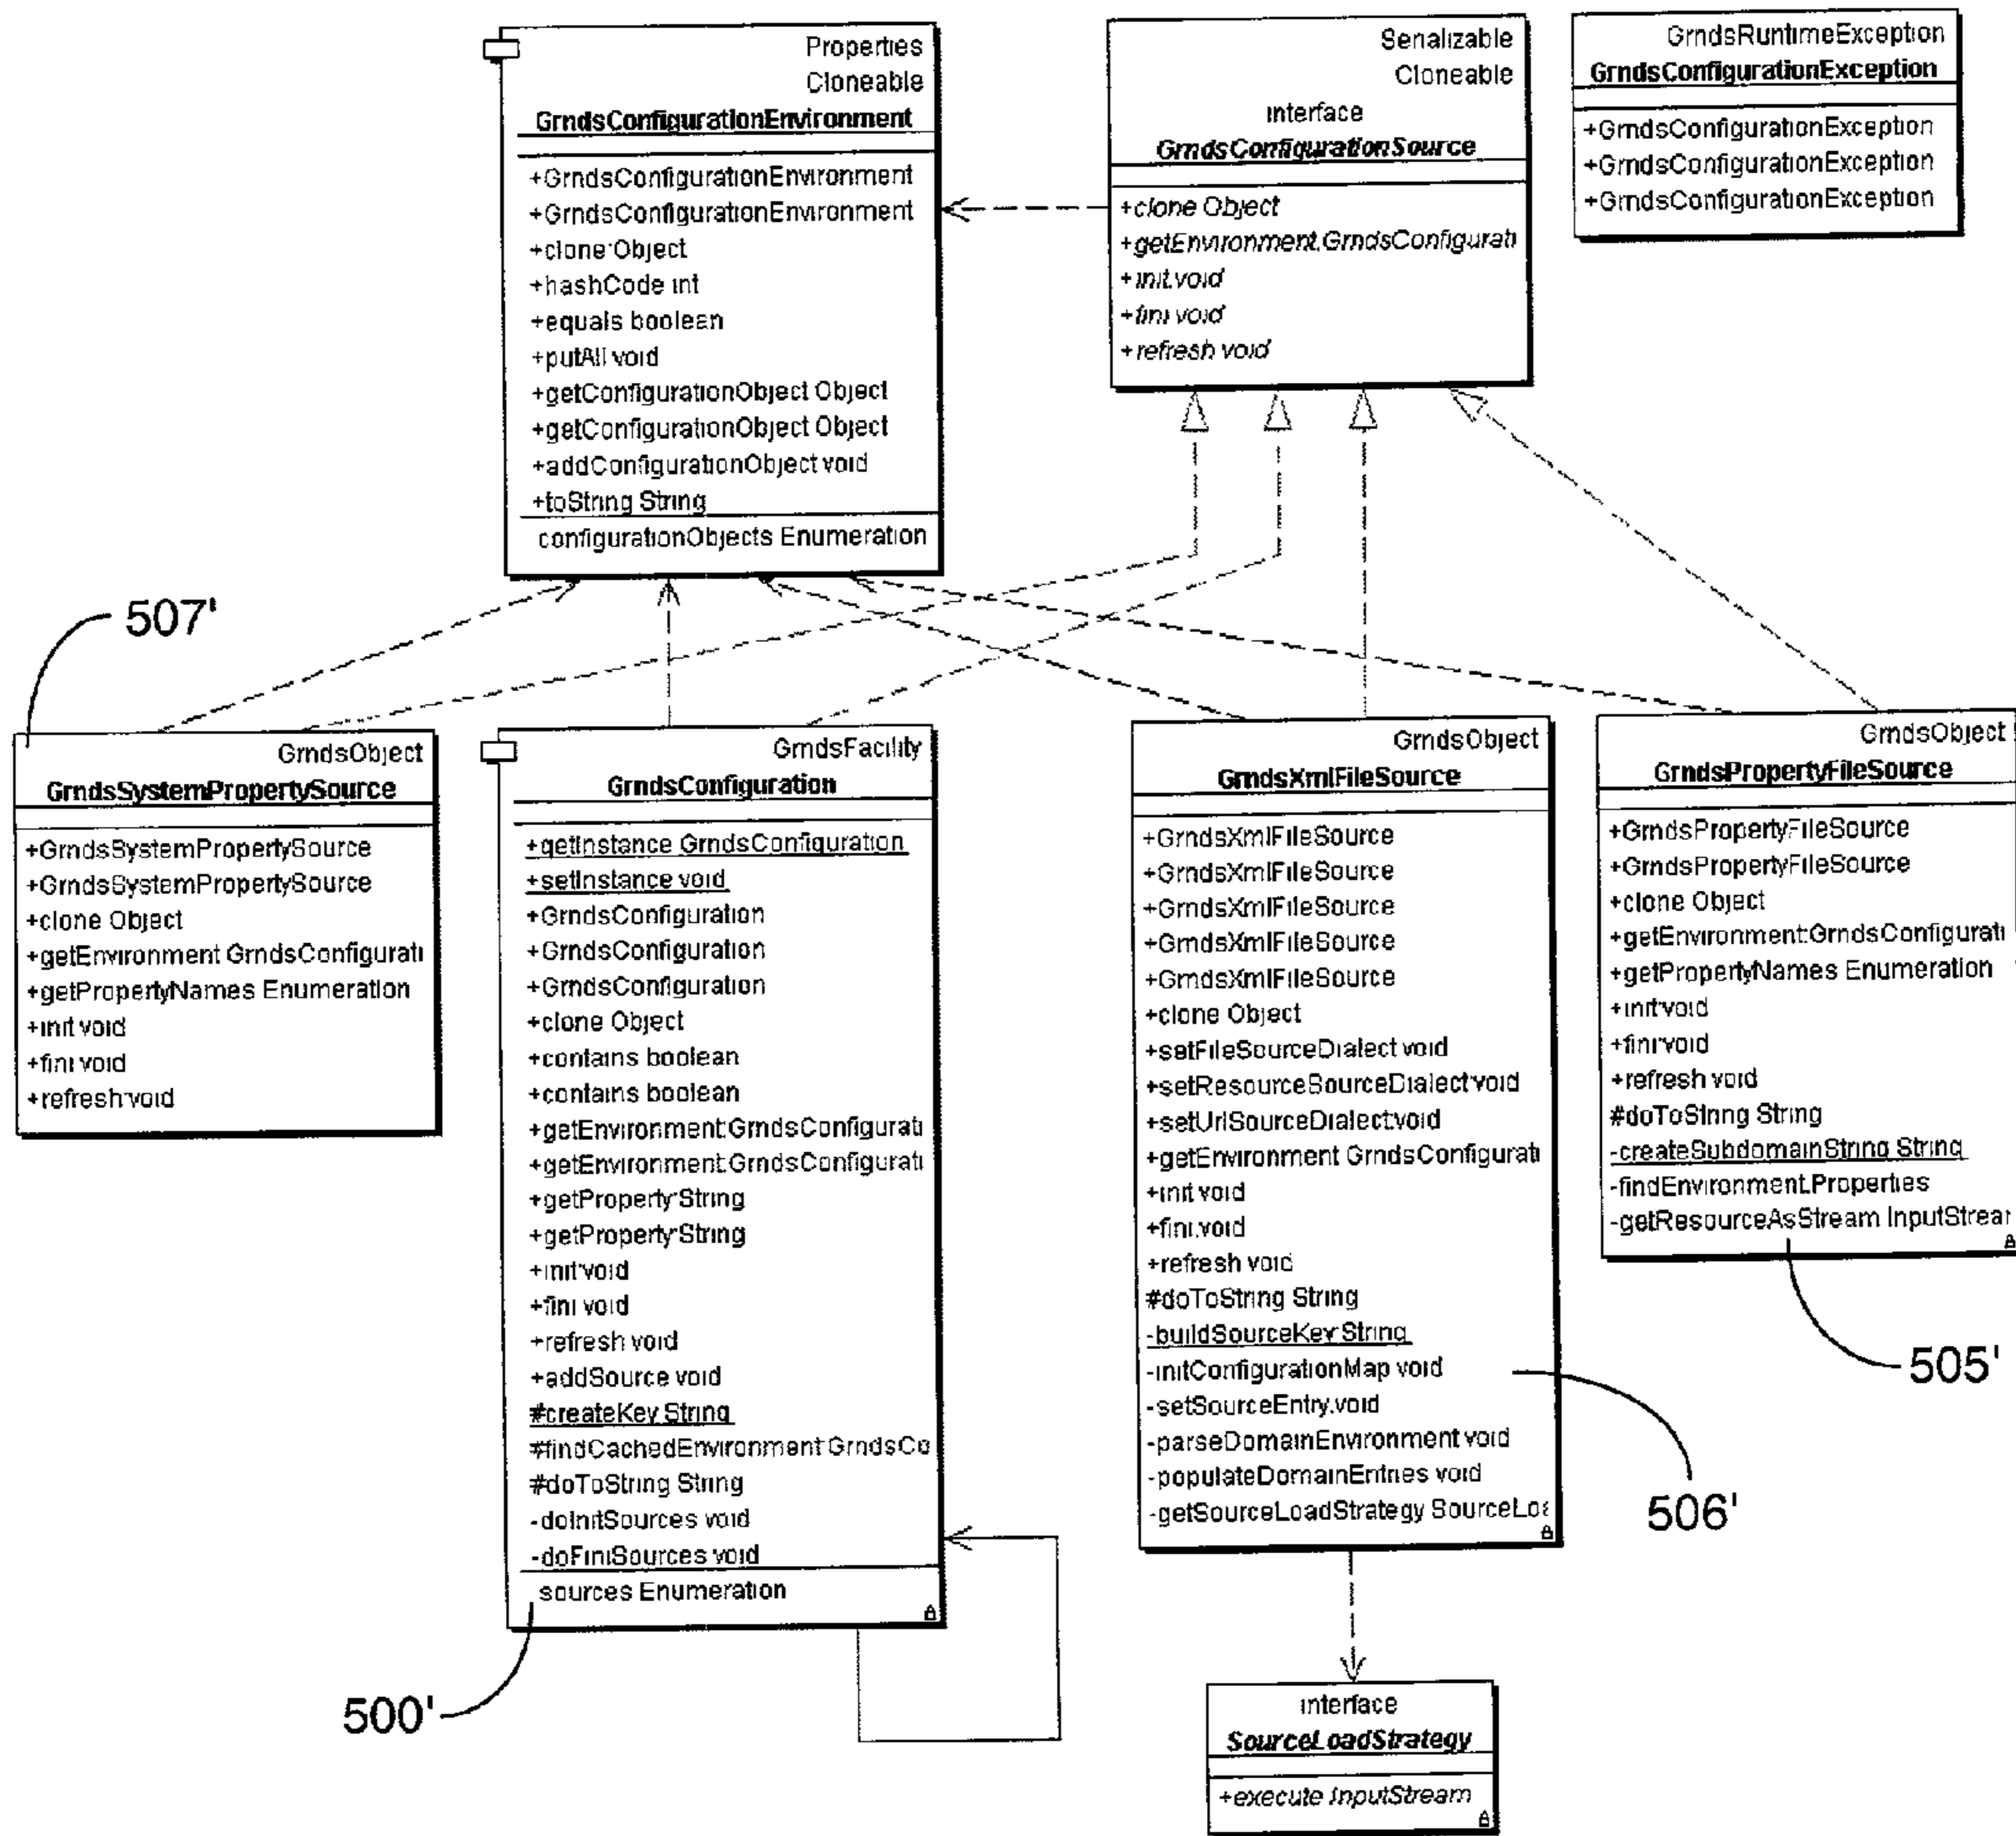 Properties
Cloneable
GrndsConfigurationEnvironment
+GrndsConfigurationEnvironment
+GrndsConfigurationEnvironment
+clone:Object
+hashCode int
+equals boolean
+putAll void
+getConfigurationObject Object
+getConfigurationObject Object
+addConfigurationObject void
+toString String
configurationObjects Enumeration
Serializable
Cloneable
interface
GrndsConfigurationSource
+clone Object
+getEnvironment.GrndsConfigurati
+init.void
+fini void
+refresh void
GrndsRuntimeException
GrndsConfigurationException
+GrndsConfigurationException
+GrndsConfigurationException
+GrndsConfigurationException
507'
GrndsObject
GrndsSystemPropertySource
+GrndsSystemPropertySource
+GrndsSystemPropertySource
+clone Object
+getEnvironment GrndsConfigurati
+getPropertyNames Enumeration
+init void
+fini void
+refresh void
GrndsFacility
GrndsConfiguration
+getInstance GrndsConfiguration
+setInstance void
+GrndsConfiguration
+GrndsConfiguration
+GrndsConfiguration
+clone Object
+contains boolean
+contains boolean
+getEnvironment:GrndsConfigurati
+getEnvironment:GrndsConfigurati
+getProperty String
+getProperty String
+init void
+fini void
+refresh void
+addSource void
#createKey String
#findCachedEnvironment GrndsCo
#doToString String
-doInitSources void
-doFiniSources void
sources Enumeration
500'
GrndsObject
GrndsXmlFileSource
+GrndsXmlFileSource
+GrndsXmlFileSource
+GrndsXmlFileSource
+GrndsXmlFileSource
+GrndsXmlFileSource
+clone Object
+setFileSourceDialect void
+setResourceSourceDialect void
+setUrlSourceDialect void
+getEnvironment GrndsConfigurati
+init void
+fini.void
+refresh void
#doToString String
-buildSourceKey String
-initConfigurationMap void
-setSourceEntry.void
-parseDomainEnvironment void
-populateDomainEntries void
-getSourceLoadStrategy SourceLoa
506'
GrndsObject
GrndsPropertyFileSource
+GrndsPropertyFileSource
+GrndsPropertyFileSource
+clone Object
+getEnvironment:GrndsConfigurati
+getPropertyNames Enumeration
+init void
+fini void
+refresh void
#doToString String
-createSubdomainString String
-findEnvironment.Properties
-getResourceAsStream InputStrear
505'
interface
SourceLoadStrategy
+execute InputStream